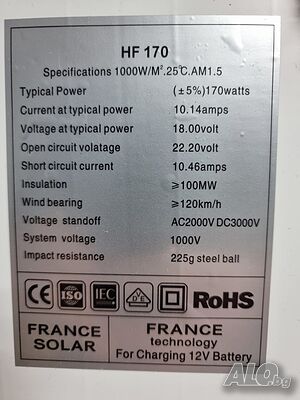 HF 170
Specifications 1000W/M².25℃.AM1.5
Typical Power (±5%)170watts
Current at typical power 10.14amps
Voltage at typical power 18.00volt
Open circuit volatage 22.20volt
Short circuit current 10.46amps
Insulation ≥100MW
Wind bearing ≥120km/h
Voltage standoff AC2000V DC3000V
System voltage 1000V
Impact resistance 225g steel ball
CE ISO IEC RoHS
FRANCE SOLAR
FRANCE technology
For Charging 12V Battery
ALO.bg